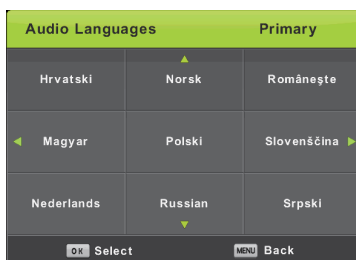 Audio Languages Primary
Hrvatski Norsk Româneşte
Magyar Polski Slovenščina
Nederlands Russian Srpski
OK Select MENU Back